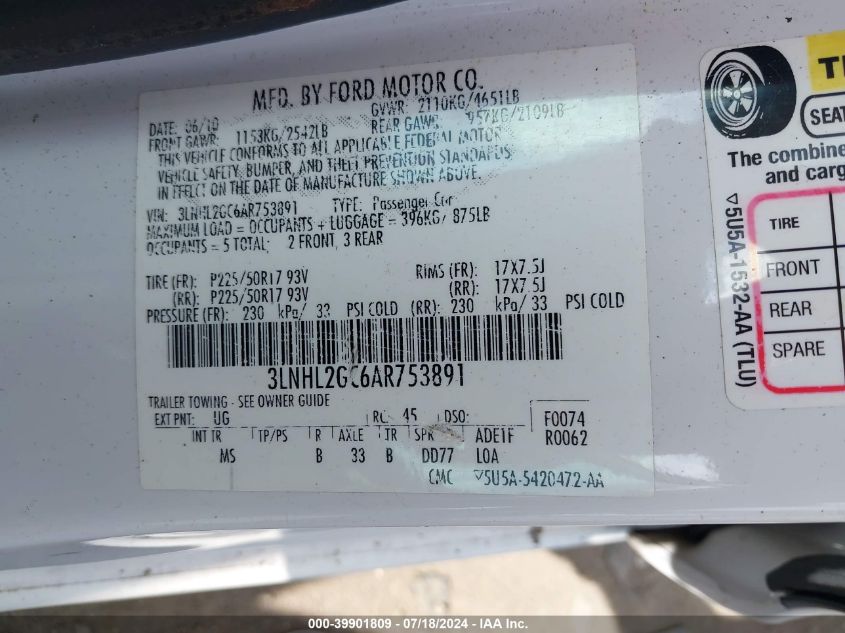 MFD. BY FORD MOTOR CO.
DATE: 06/10 GVWR: 2110KG/4651LB
FRONT GAWR: 1153KG/2542LB REAR GAWR: 957KG/2109LB
THIS VEHICLE CONFORMS TO ALL APPLICABLE FEDERAL MOTOR
VEHICLE SAFETY, BUMPER, AND THEFT PREVENTION STANDARDS
IN EFFECT ON THE DATE OF MANUFACTURE SHOWN ABOVE.
VIN: 3LNHL2GC6AR753891 TYPE: Passenger Car
MAXIMUM LOAD = OCCUPANTS + LUGGAGE = 396KG/ 875LB
OCCUPANTS = 5 TOTAL; 2 FRONT, 3 REAR
TIRE (FR): P225/50R17 93V RIMS (FR): 17X7.5J
(RR): P225/50R17 93V (RR): 17X7.5J
PRESSURE (FR): 230 kPa/ 33 PSI COLD (RR): 230 kPa/ 33 PSI COLD
3LNHL2GC6AR753891
TRAILER TOWING - SEE OWNER GUIDE
EXT PNT: UG RC: 45 DSO: F0074
INT TR TP/PS R AXLE TR SPR ADE1F R0062
MS B 33 B DD77 LOA
CMC ▽5U5A-5420472-AA
SEAT
The combine
and carg
TIRE
FRONT
REAR
SPARE
▽5U5A-1532-AA (TLU)
000-39901809 - 07/18/2024 - IAA Inc.